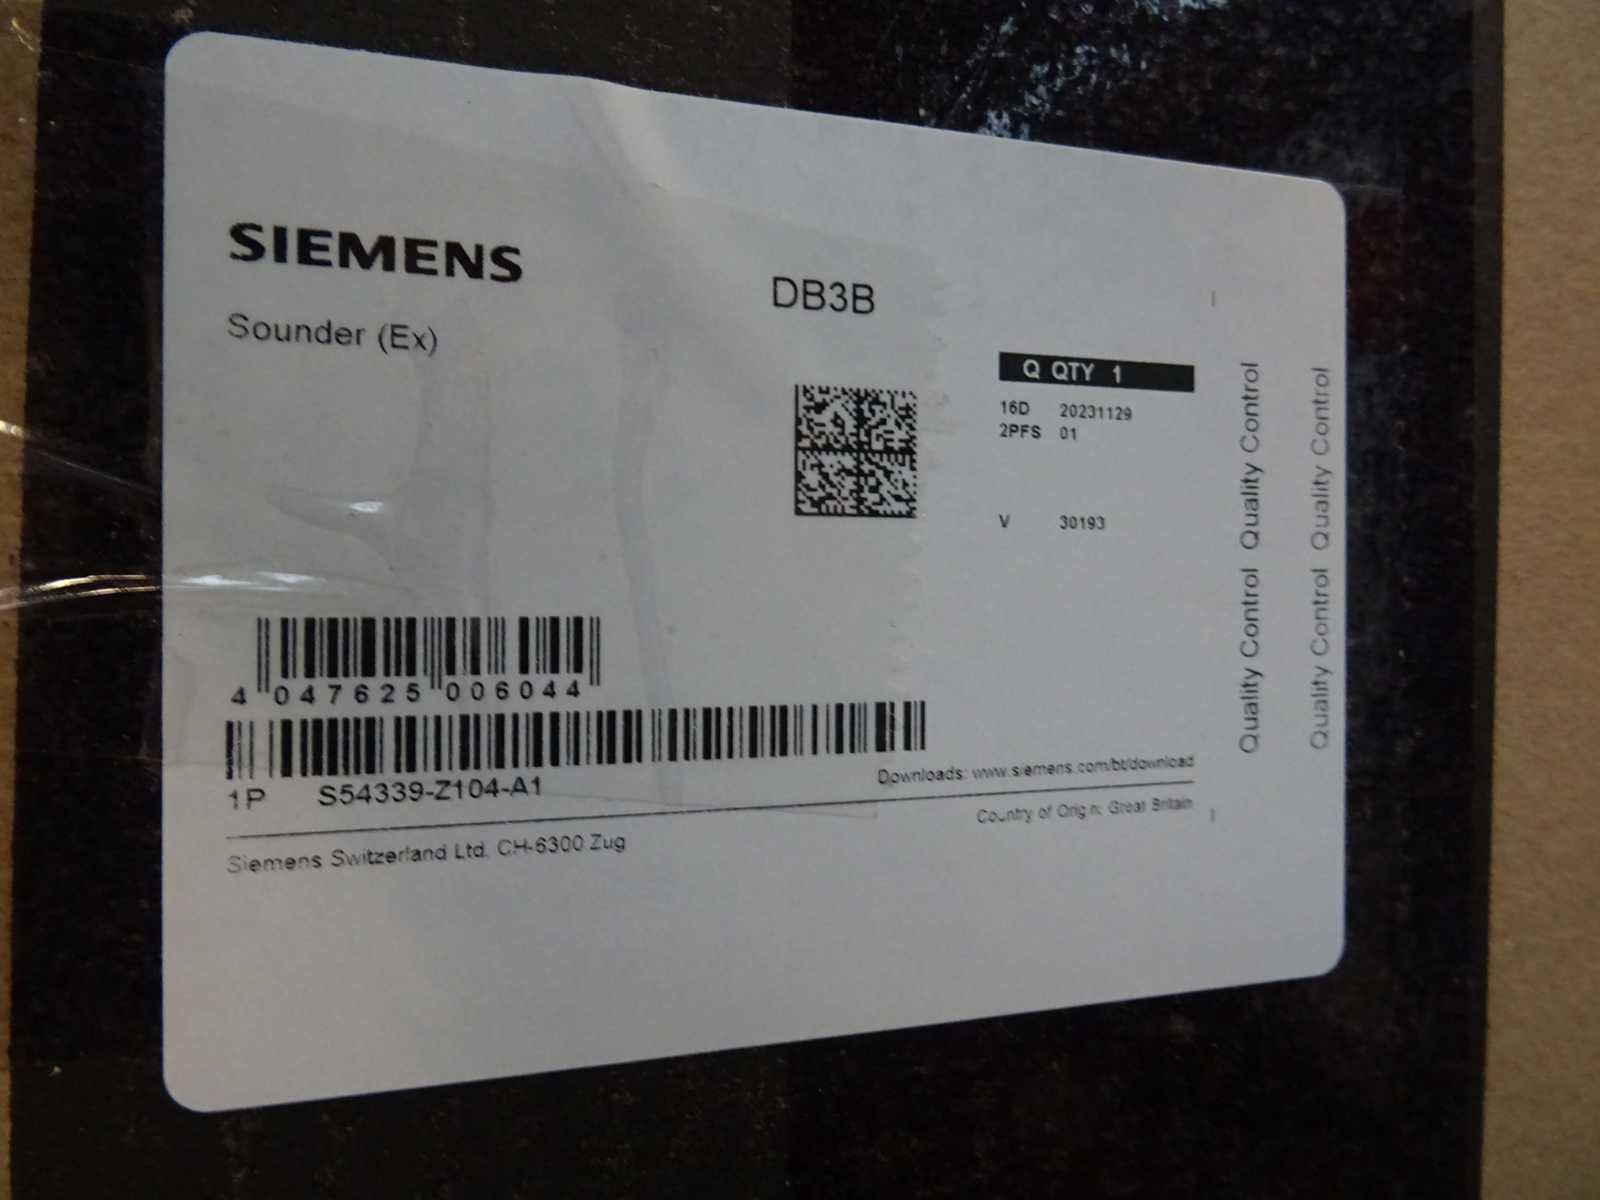 SIEMENS
DB3B
Sounder (Ex)
Q QTY 1
16D 20231129
2PFS 01
V 30193
4 047625 006044
1P S54339-Z104-A1
Downloads: www.siemens.com/bt/download
Country of Origin: Great Britain
Siemens Switzerland Ltd. CH-6300 Zug
Quality Control Quality Control
Quality Control Quality Control